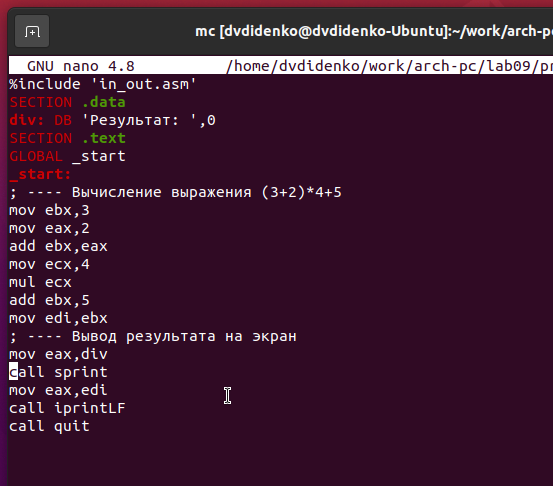 mc [dvdidenko@dvdidenko-Ubuntu]:~/work/arch-pc
GNU nano 4.8 /home/dvdidenko/work/arch-pc/lab09/pr
%include 'in_out.asm'
SECTION .data
div: DB 'Результат: ',0
SECTION .text
GLOBAL _start
_start:
; ---- Вычисление выражения (3+2)*4+5
mov ebx,3
mov eax,2
add ebx,eax
mov ecx,4
mul ecx
add ebx,5
mov edi,ebx
; ---- Вывод результата на экран
mov eax,div
call sprint
mov eax,edi
call iprintLF
call quit